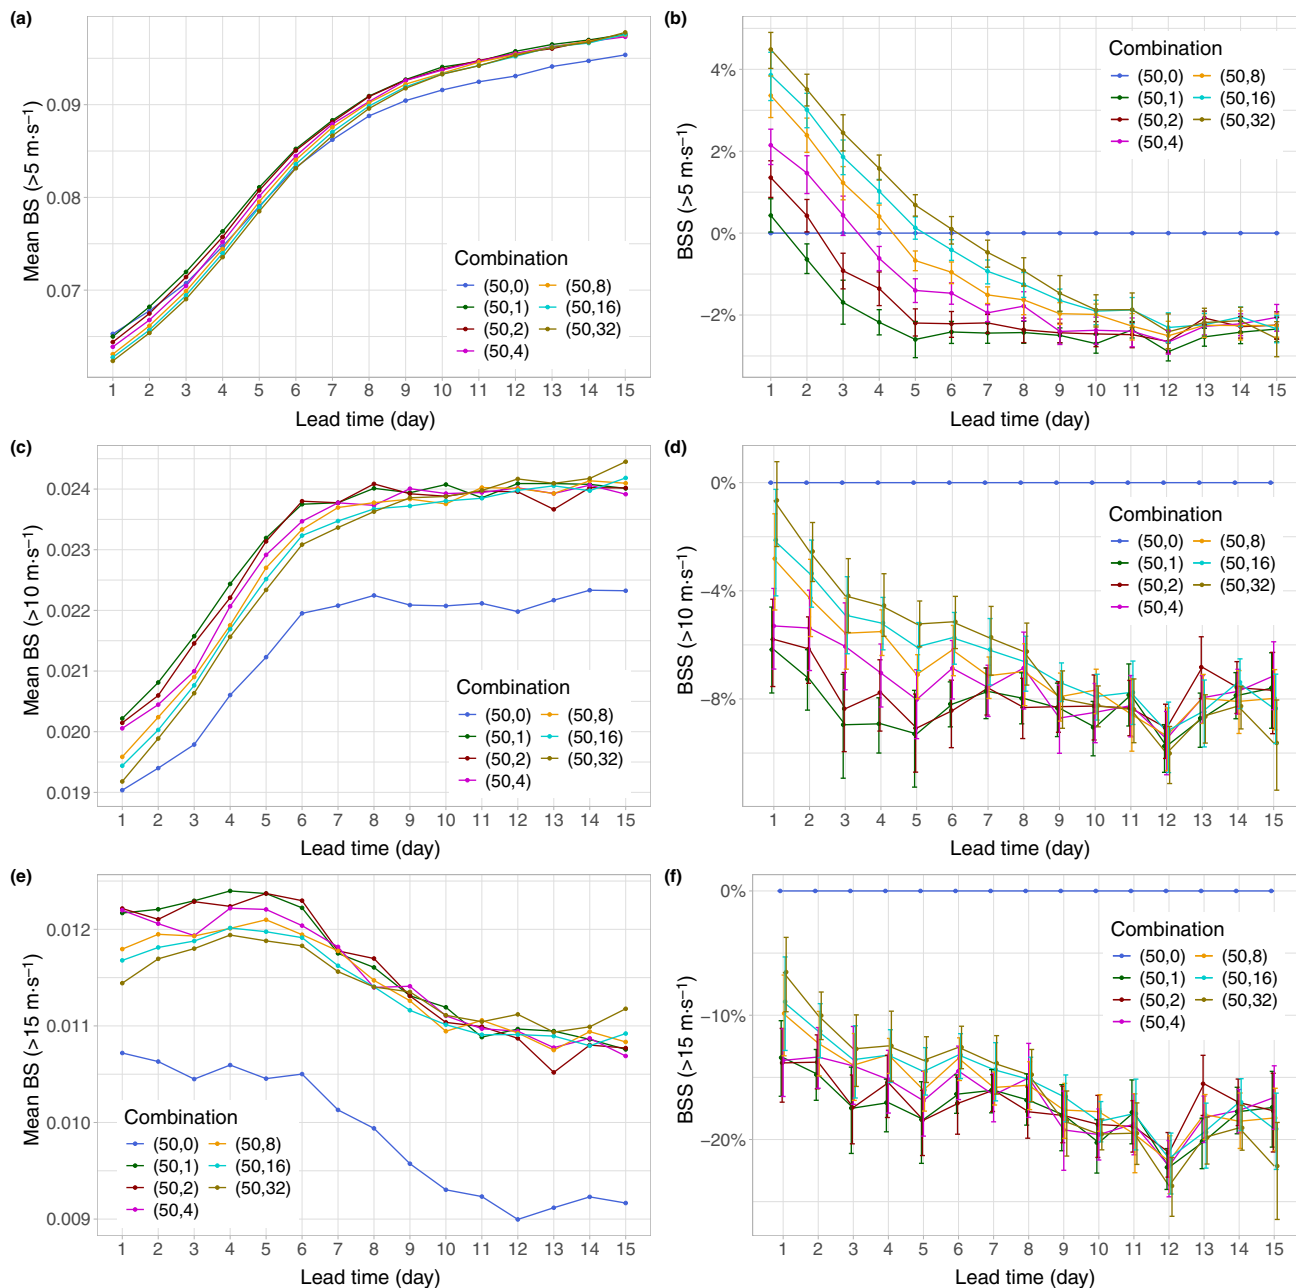 (a)
Mean BS (>5 m·s⁻¹)
0.09
0.08
0.07
Combination
(50,0) (50,8)
(50,1) (50,16)
(50,2) (50,32)
(50,4)
1 2 3 4 5 6 7 8 9 10 11 12 13 14 15
Lead time (day)
(b)
BSS (>5 m·s⁻¹)
4%
2%
0%
−2%
Combination
(50,0) (50,8)
(50,1) (50,16)
(50,2) (50,32)
(50,4)
1 2 3 4 5 6 7 8 9 10 11 12 13 14 15
Lead time (day)
(c)
Mean BS (>10 m·s⁻¹)
0.024
0.023
0.022
0.021
0.020
0.019
Combination
(50,0) (50,8)
(50,1) (50,16)
(50,2) (50,32)
(50,4)
1 2 3 4 5 6 7 8 9 10 11 12 13 14 15
Lead time (day)
(d)
BSS (>10 m·s⁻¹)
0%
−4%
−8%
Combination
(50,0) (50,8)
(50,1) (50,16)
(50,2) (50,32)
(50,4)
1 2 3 4 5 6 7 8 9 10 11 12 13 14 15
Lead time (day)
(e)
Mean BS (>15 m·s⁻¹)
0.012
0.011
0.010
0.009
Combination
(50,0) (50,8)
(50,1) (50,16)
(50,2) (50,32)
(50,4)
1 2 3 4 5 6 7 8 9 10 11 12 13 14 15
Lead time (day)
(f)
BSS (>15 m·s⁻¹)
0%
−10%
−20%
Combination
(50,0) (50,8)
(50,1) (50,16)
(50,2) (50,32)
(50,4)
1 2 3 4 5 6 7 8 9 10 11 12 13 14 15
Lead time (day)